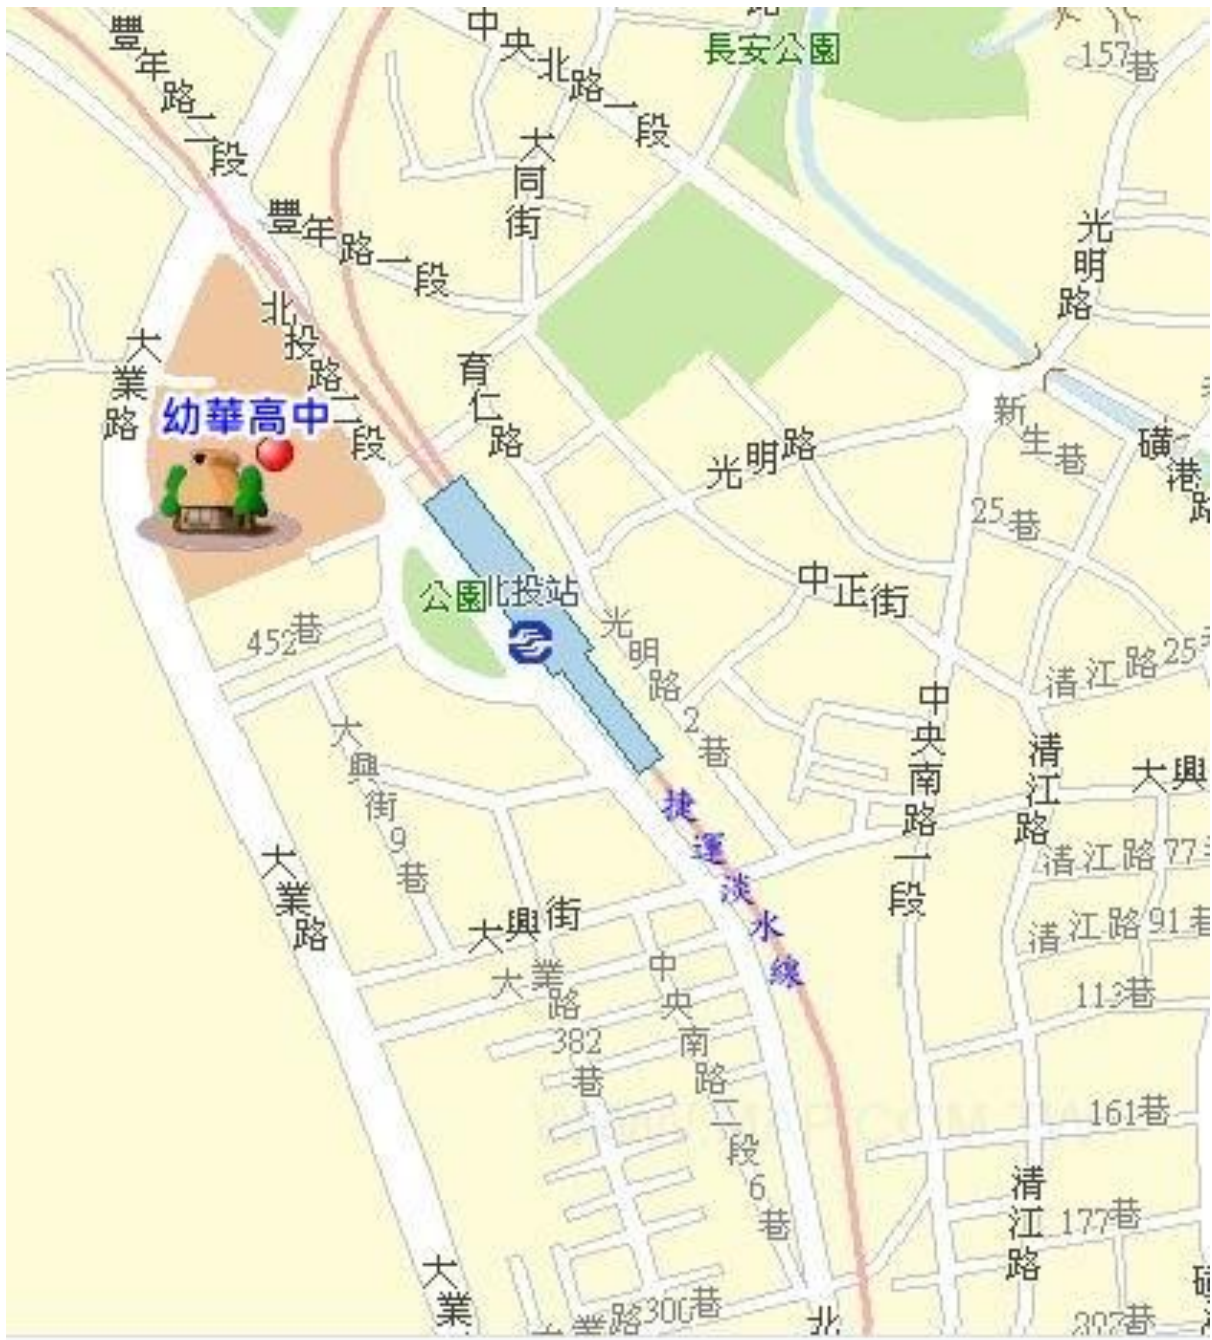 豐年路二段
中央北路一段
長安公園
157巷
大同街
豐年路一段
光明路
北投路二段
大業路
育仁路
幼華高中
新生巷
磺港路
光明路
25巷
中正街
公園
北投站
452巷
光明路2巷
清江路25
大興街9巷
中央南路一段
清江路
大興
捷運淡水線
大業路
清江路77
大興街
清江路91巷
大業路382巷
中央南路二段6巷
113巷
161巷
清江路
177巷
大業
大業路300巷
北
207巷